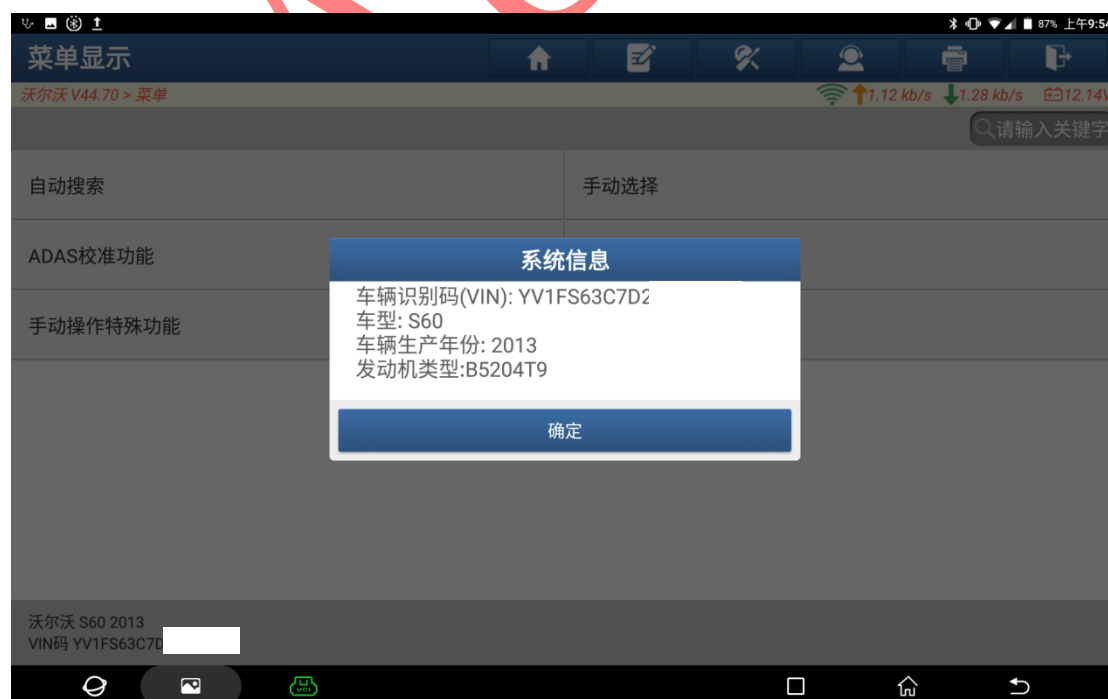 87% 上午9:54
菜单显示
沃尔沃 V44.70 > 菜单
1.12 kb/s 1.28 kb/s 12.14V
请输入关键字
自动搜索
手动选择
ADAS校准功能
手动操作特殊功能
系统信息
车辆识别码(VIN): YV1FS63C7D2
车型: S60
车辆生产年份: 2013
发动机类型:B5204T9
确定
沃尔沃 S60 2013
VIN码 YV1FS63C7D
VCI